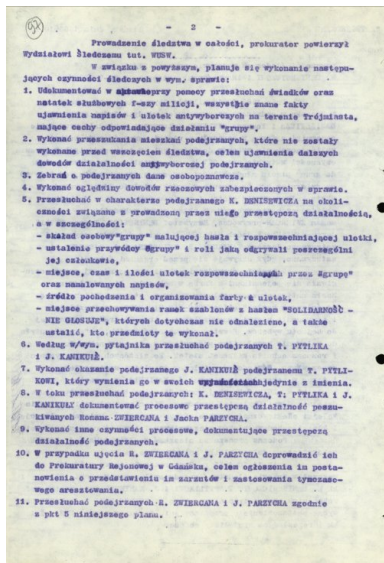 - 2 -
Prowadzenie śledztwa w całości, prokurator powierzył
Wydziałowi Śledczemu tut. WUSW.
W związku z powyższym, planuje się wykonanie następu-
jących czynności śledczych w wym. sprawie:
1. Udokumentować w przy pomocy przesłuchań świadków oraz
notatek służbowych f-szy milicji, wszystkie znane fakty
ujawnienia napisów i ulotek antywyborczych na terenie Trójmiasta,
mające cechy odpowiadające działaniu "grupy".
2. Wykonać przeszukania mieszkań podejrzanych, które nie zostały
wykonane przed wszczęciem śledztwa, celem ujawnienia dalszych
dowodów działalności antywyborczej podejrzanych.
3. Zebrać o podejrzanych dane osobopoznawcze.
4. Wykonać oględziny dowodów rzeczowych zabezpieczonych w sprawie.
5. Przesłuchać w charakterze podejrzanego K. DENISEWICZA na okoli-
czności związane z prowadzoną przez niego przestępczą działalnością,
a w szczególności:
- skład osobowy "grupy" malującej hasła i rozpowszechniającej ulotki,
- ustalenie przywódcy "grupy" i roli jaką odgrywali poszczególni
jej członkowie,
- miejsce, czas i ilości ulotek rozpowszechnianych przez "grupę"
oraz namalowanych napisów,
- źródło pochodzenia i organizowania farby i ulotek,
- miejsce przechowywania ramek szablonów z hasłem "SOLIDARNOŚĆ -
NIE GŁOSUJE", których dotychczas nie odnaleziono, a także
ustalić, kto przedmioty te wykonał.
6. Według w/wym. pytajnika przesłuchać podejrzanych T. PYTLIKA
i J. KANIKUŁĘ.
7. Wykonać okazanie podejrzanego J. KANIKUŁĘ podejrzanemu T. PYTLI-
KOWI, który wymienia go w swoich jedynie z imienia.
8. W toku przesłuchań podejrzanych: K. DENISEWICZA, T. PYTLIKA i J.
KANIKUŁĘ dokumentować procesowo przestępczą działalność poszu-
kiwanych Romana ZWIERCANA i Jacka PARZYCHA.
9. Wykonać inne czynności procesowe, dokumentujące przestępczą
działalność podejrzanych.
10. W przypadku ujęcia R. ZWIERCANA i J. PARZYCHA doprowadzić ich
do Prokuratury Rejonowej w Gdańsku, celem ogłoszenia im posta-
nowienia o przedstawieniu im zarzutów i zastosowania tymczaso-
wego aresztowania.
11. Przesłuchać podejrzanych R. ZWIERCANA i J. PARZYCHA zgodnie
z pkt 5 niniejszego planu.